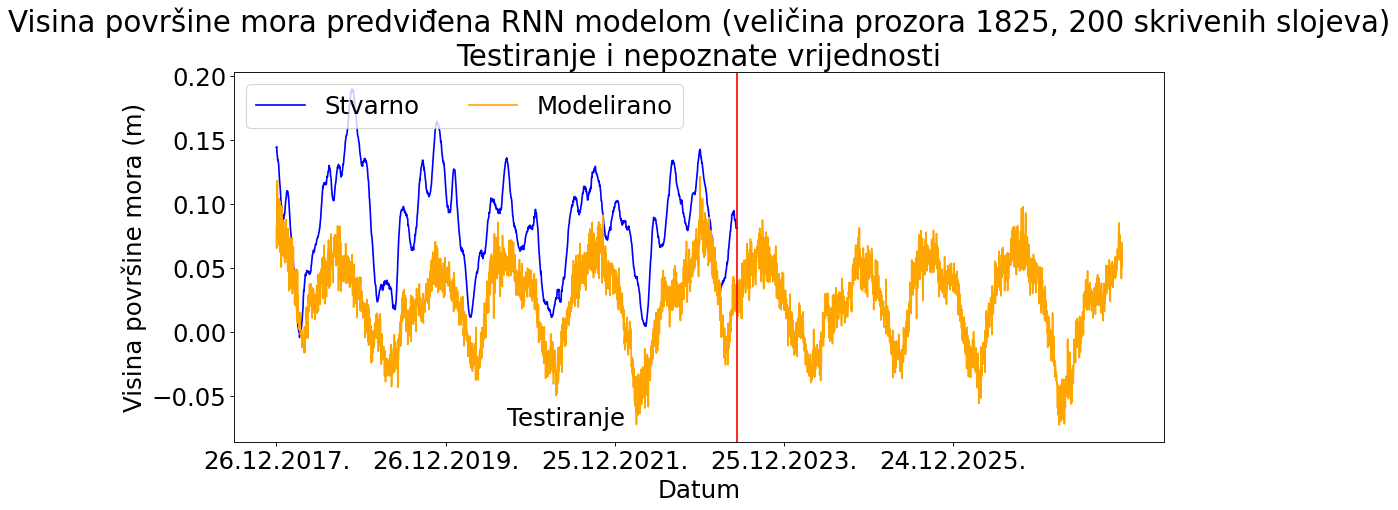 Visina površine mora predviđena RNN modelom (veličina prozora 1825, 200 skrivenih slojeva)
Testiranje i nepoznate vrijednosti
Stvarno Modelirano
Visina površine mora (m)
0.20
0.15
0.10
0.05
0.00
−0.05
Testiranje
26.12.2017. 26.12.2019. 25.12.2021. 25.12.2023. 24.12.2025.
Datum